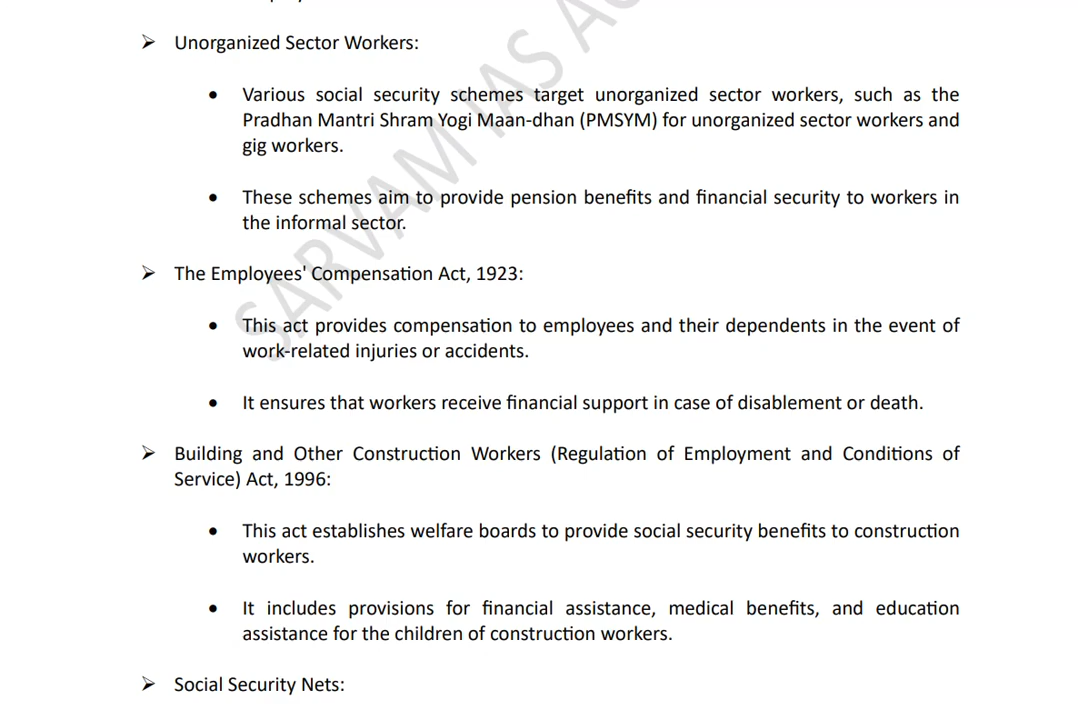 ➢ Unorganized Sector Workers:
• Various social security schemes target unorganized sector workers, such as the
Pradhan Mantri Shram Yogi Maan-dhan (PMSYM) for unorganized sector workers and
gig workers.
• These schemes aim to provide pension benefits and financial security to workers in
the informal sector.
➢ The Employees' Compensation Act, 1923:
• This act provides compensation to employees and their dependents in the event of
work-related injuries or accidents.
• It ensures that workers receive financial support in case of disablement or death.
➢ Building and Other Construction Workers (Regulation of Employment and Conditions of
Service) Act, 1996:
• This act establishes welfare boards to provide social security benefits to construction
workers.
• It includes provisions for financial assistance, medical benefits, and education
assistance for the children of construction workers.
➢ Social Security Nets:
SARVAM IAS